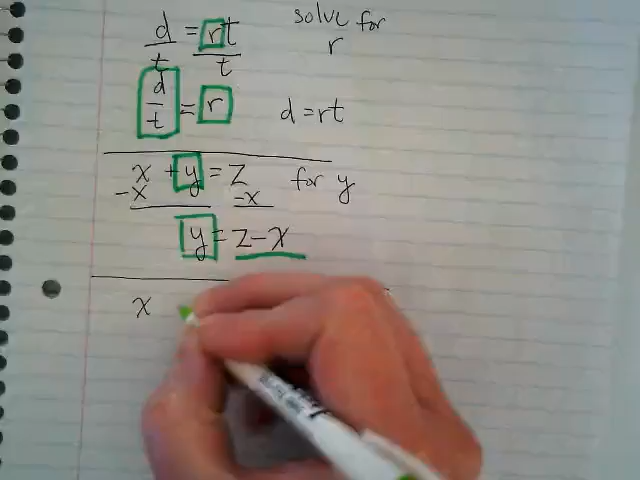 d = rt solve for
t t r
d/t = r d = rt
x + y = z for y
-x -x
y = z - x
x